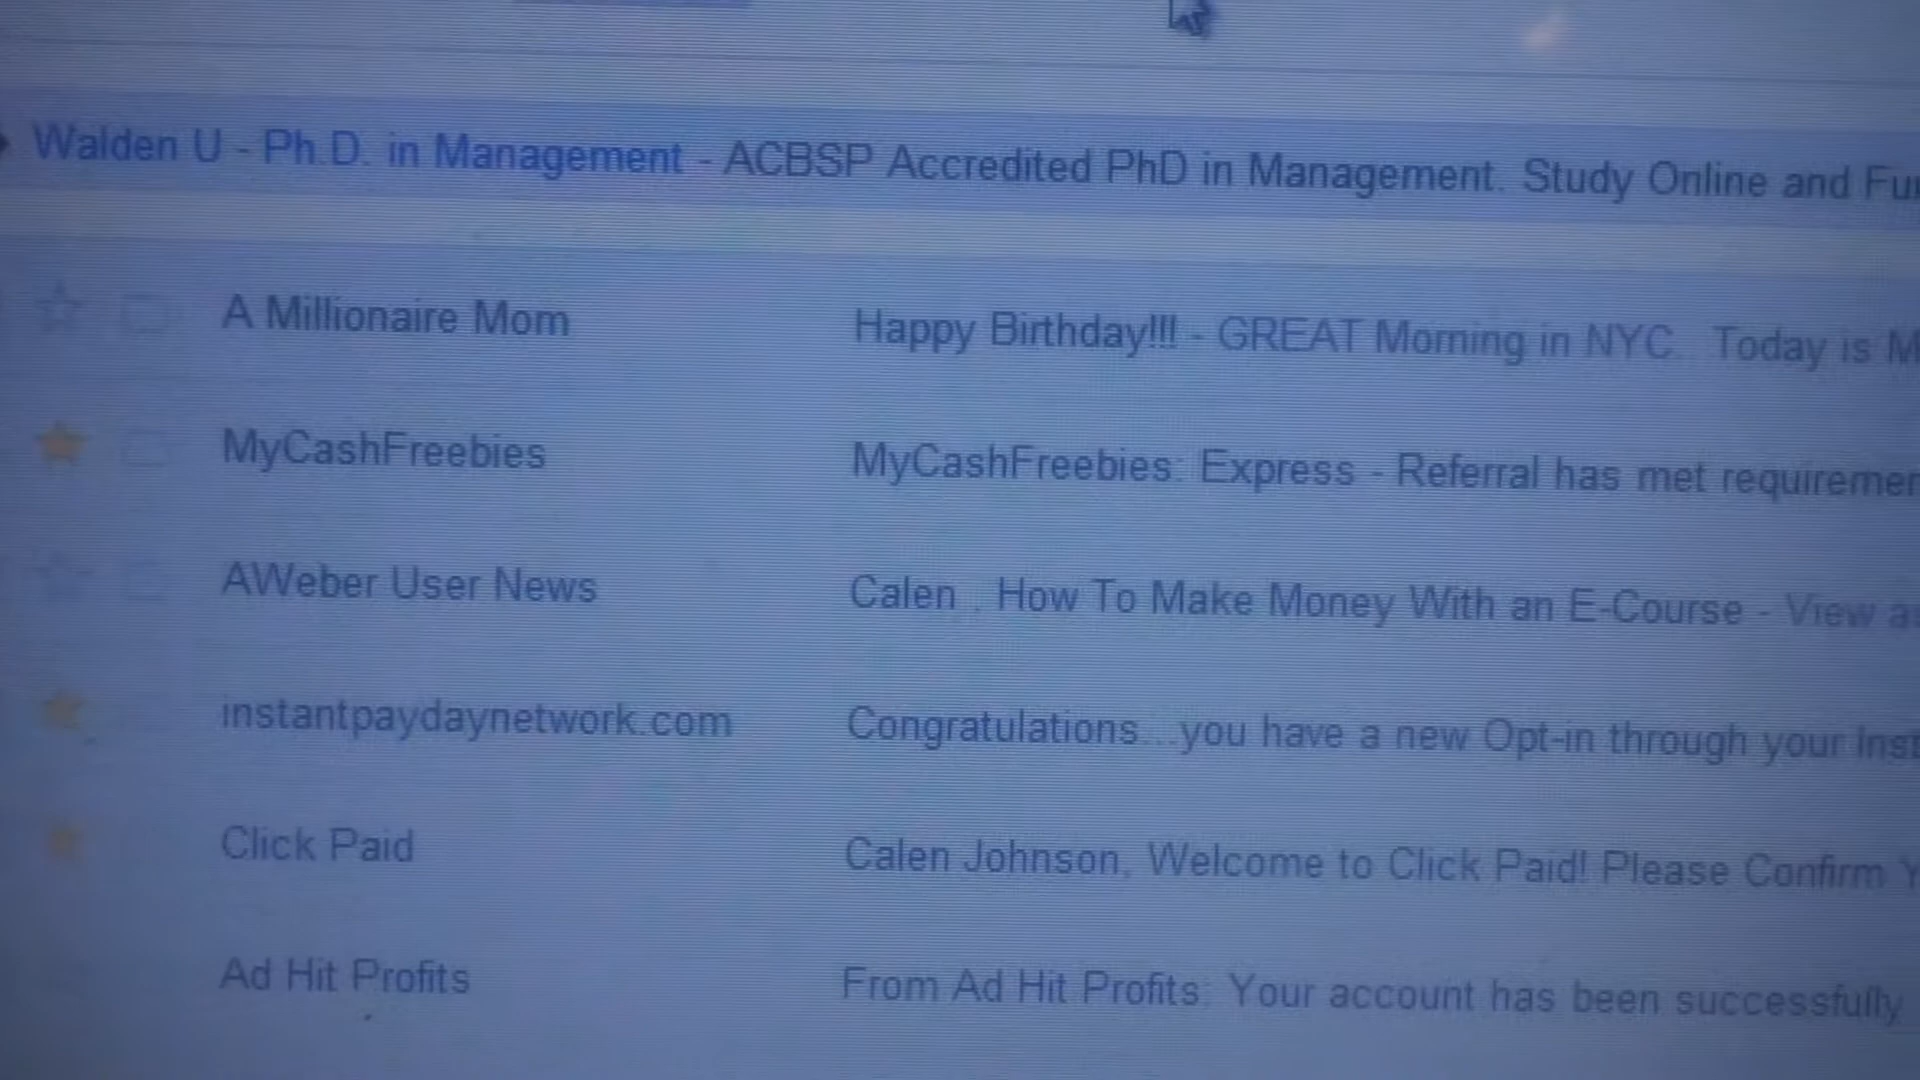 Walden U - Ph.D. in Management - ACBSP Accredited PhD in Management. Study Online and
A Millionaire Mom Happy Birthday!!! - GREAT Morning in NYC. Today is
MyCashFreebies MyCashFreebies: Express - Referral has met
AWeber User News Calen , How To Make Money With an E-Course - View
instantpaydaynetwork.com Congratulations...you have a new Opt-in through your
Click Paid Calen Johnson, Welcome to Click Paid! Please Confirm
Ad Hit Profits From Ad Hit Profits: Your account has been successfully